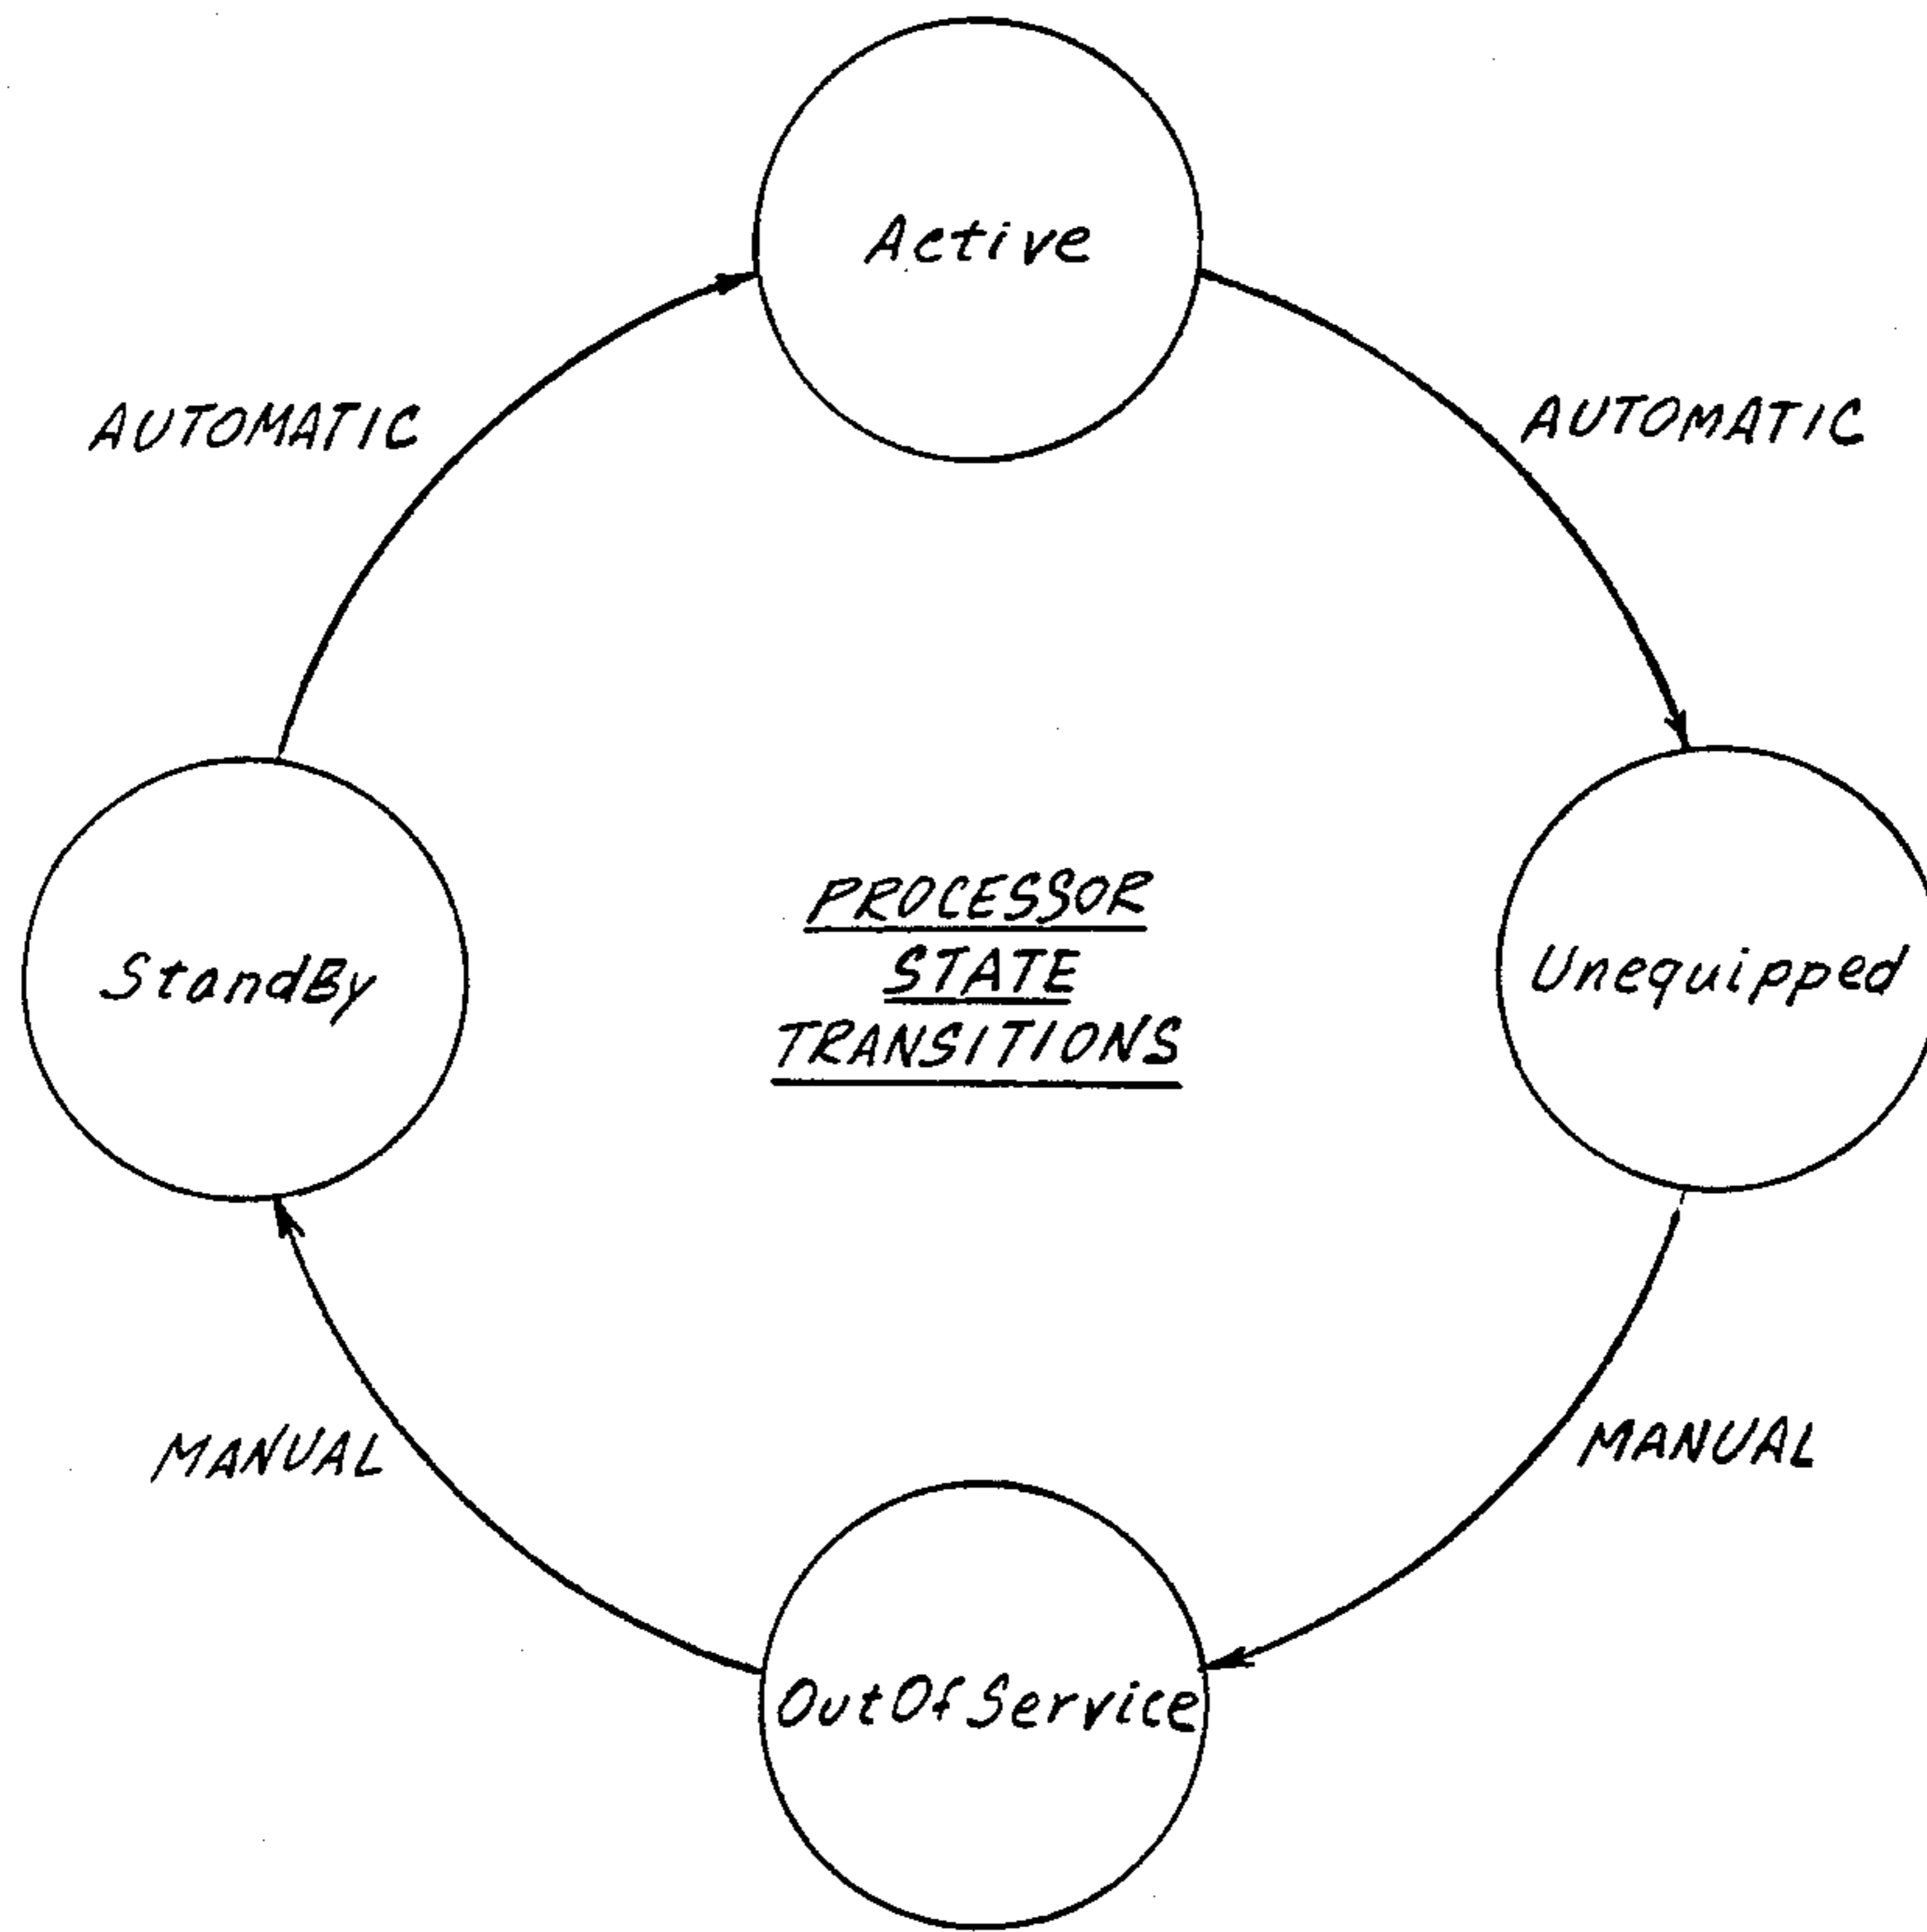 Active
AUTOMATIC
AUTOMATIC
PROCESSOR
STATE
TRANSITIONS
StandBy
Unequipped
MANUAL
MANUAL
OutOfService